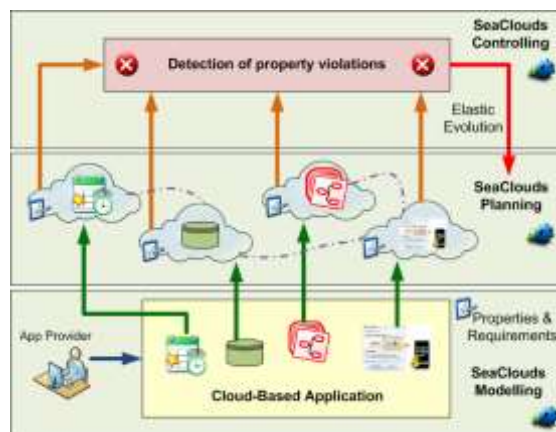 SeaClouds
Controlling
Detection of property violations
Elastic
Evolution
SeaClouds
Planning
App Provider
Properties &
Requirements
SeaClouds
Modelling
Cloud-Based Application